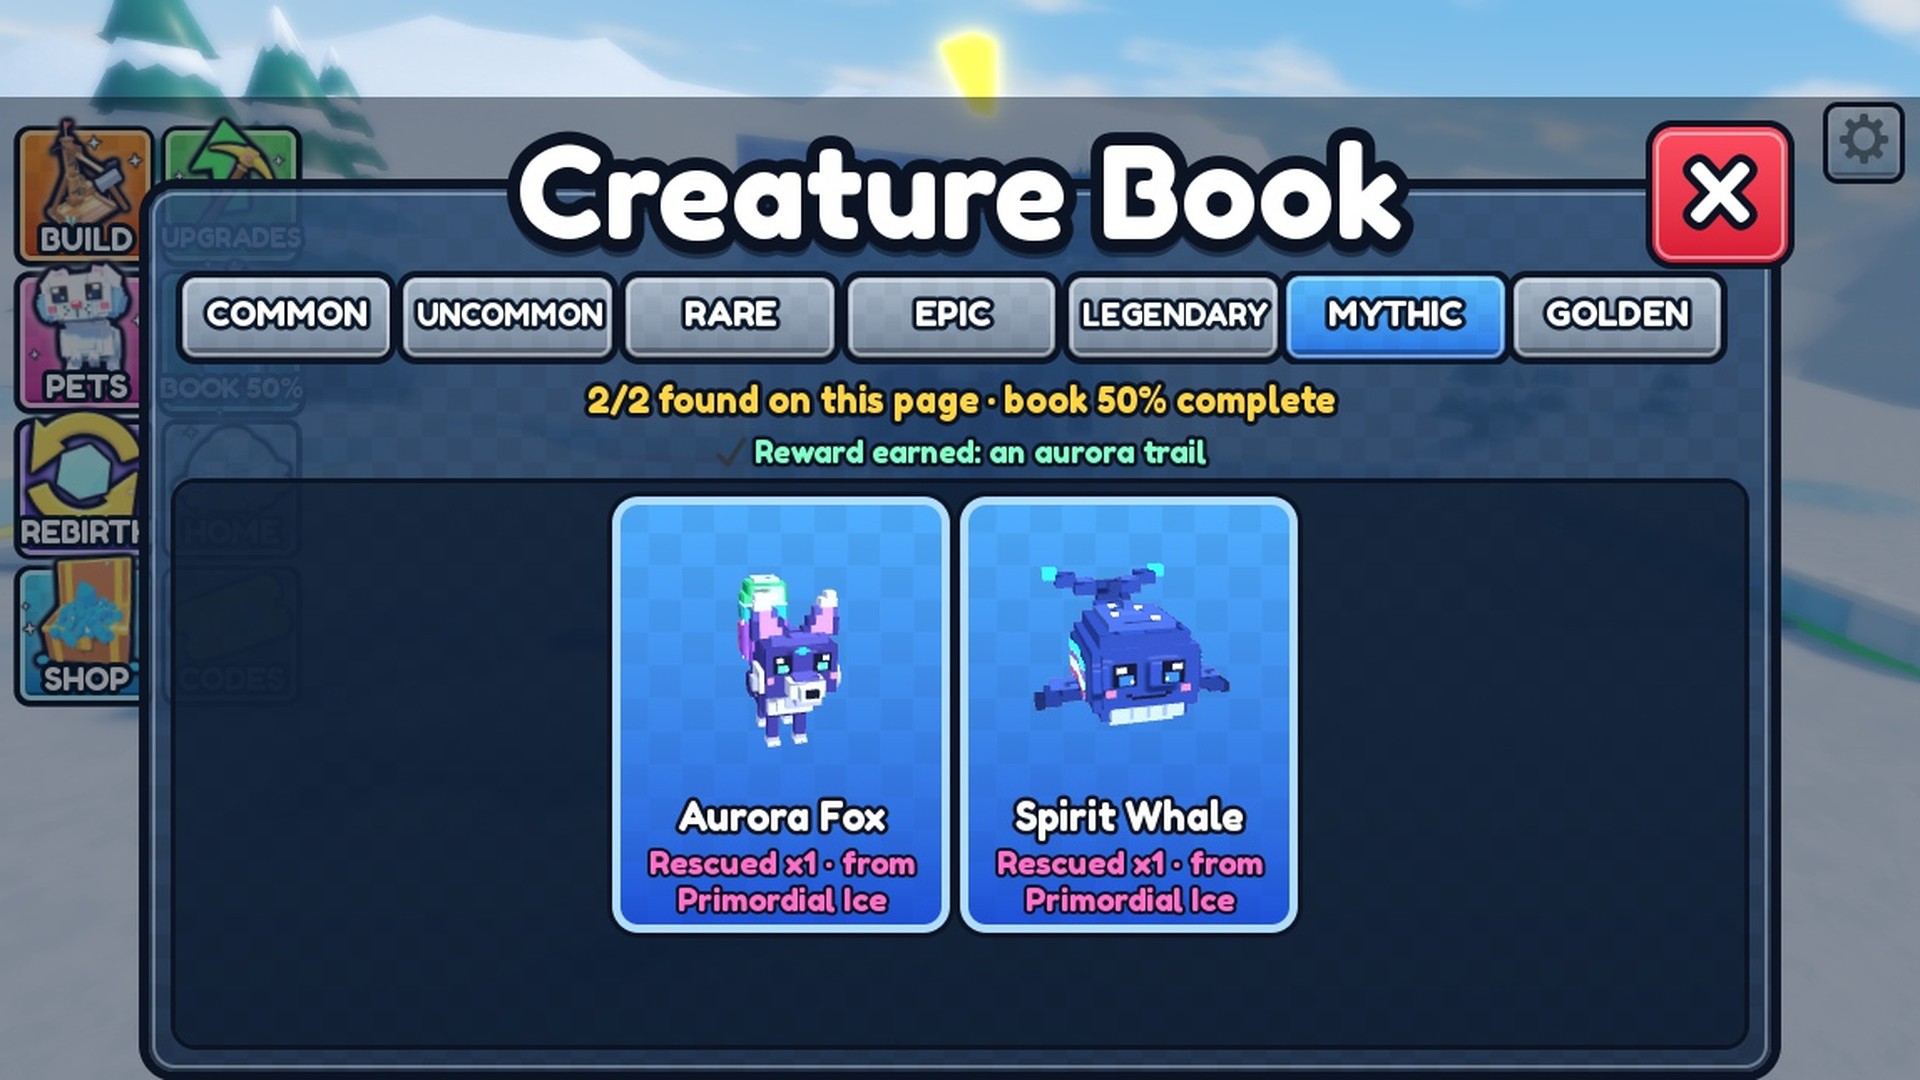 Creature Book
BUILD
UPGRADES
COMMON
UNCOMMON
RARE
EPIC
LEGENDARY
MYTHIC
GOLDEN
PETS
BOOK 50%
2/2 found on this page · book 50% complete
✓ Reward earned: an aurora trail
REBIRTH
HOME
SHOP
CODES
Aurora Fox
Rescued x1 · from
Primordial Ice
Spirit Whale
Rescued x1 · from
Primordial Ice